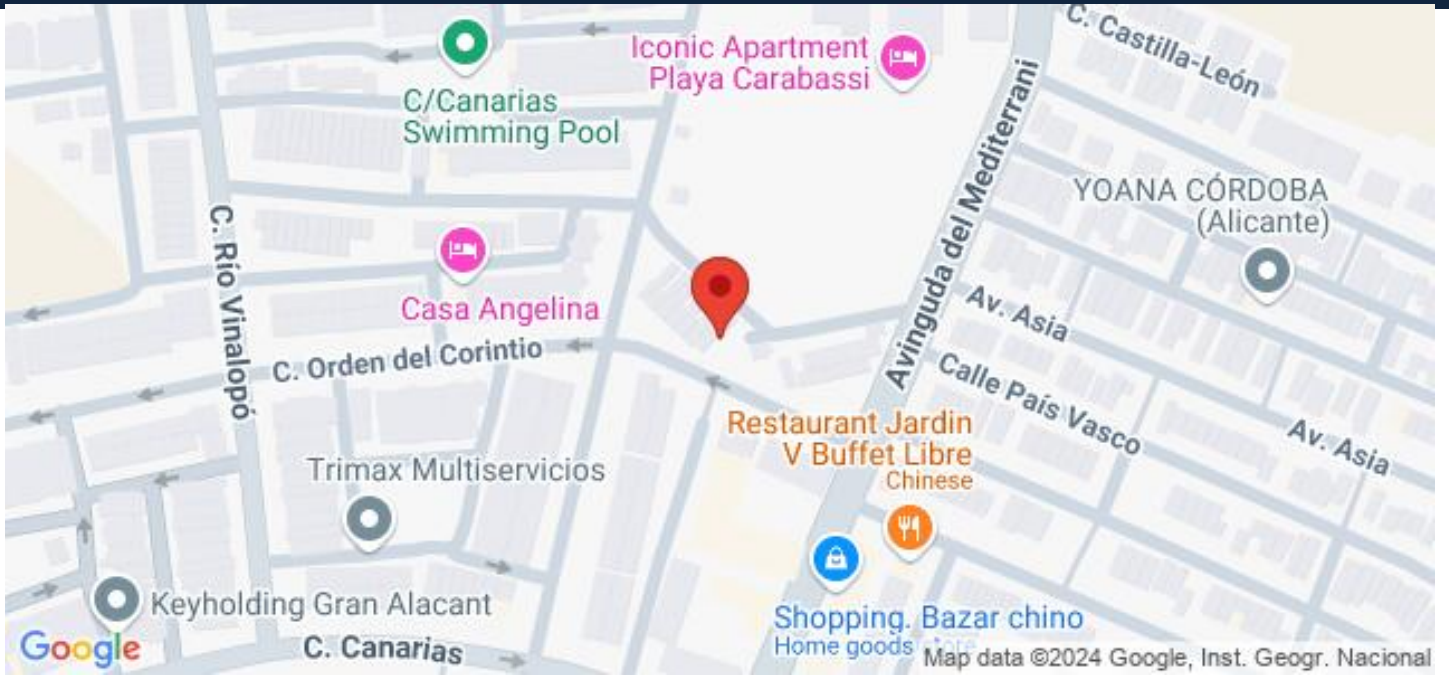 C. Castilla-León
Iconic Apartment
Playa Carabassi
C/Canarias
Swimming Pool
Avinguda del Mediterrani
YOANA CÓRDOBA
(Alicante)
C. Río Vinalopó
Casa Angelina
Av. Asia
C. Orden del Corintio
Calle País Vasco
Restaurant Jardin
V Buffet Libre
Chinese
Av. Asia
Trimax Multiservicios
Keyholding Gran Alacant
Shopping. Bazar chino
Home goods store
Google
C. Canarias
Map data ©2024 Google, Inst. Geogr. Nacional